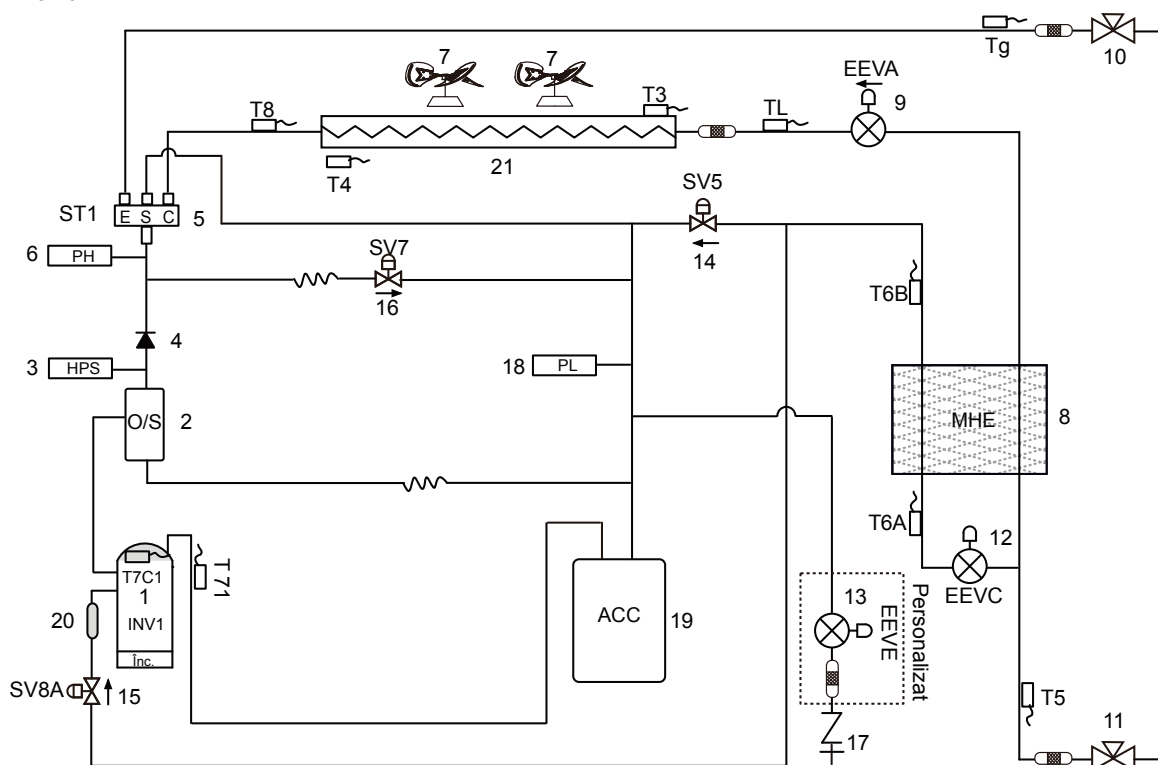 Tg
10
7
7
EEVA
9
T8
T3
TL
T4
21
SV5
ST1
E S C
5
14
6
PH
SV7
16
T6B
4
3
HPS
18
PL
O/S
2
MHE
8
T6A
12
EEVC
T7C1
1
INV1
Înc.
T71
20
SV8A
15
ACC
19
13
EEVE
Personalizat
17
T5
11